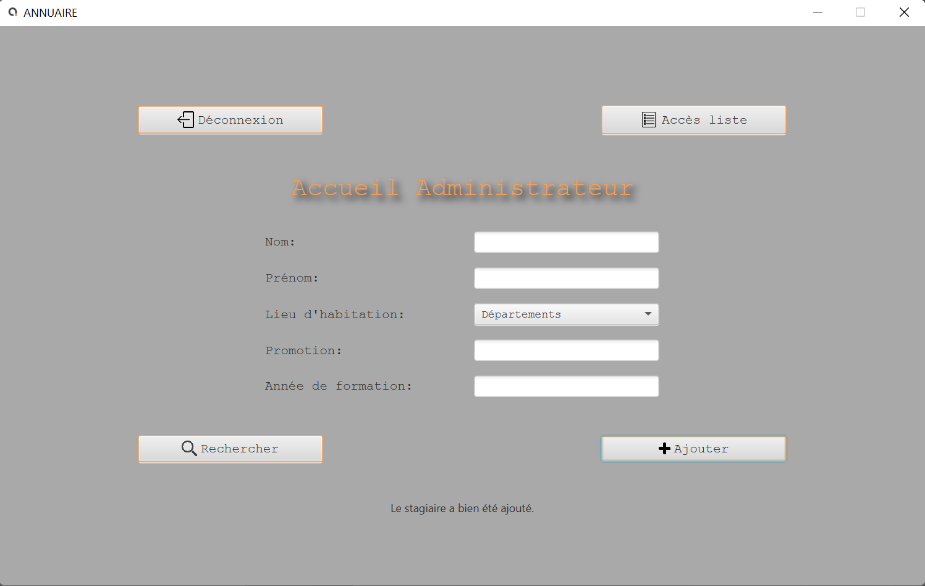 ANNUAIRE
Déconnexion
Accès liste
Accueil Administrateur
Nom:
Prénom:
Lieu d'habitation:
Départements
Promotion:
Année de formation:
Rechercher
Ajouter
Le stagiaire a bien été ajouté.